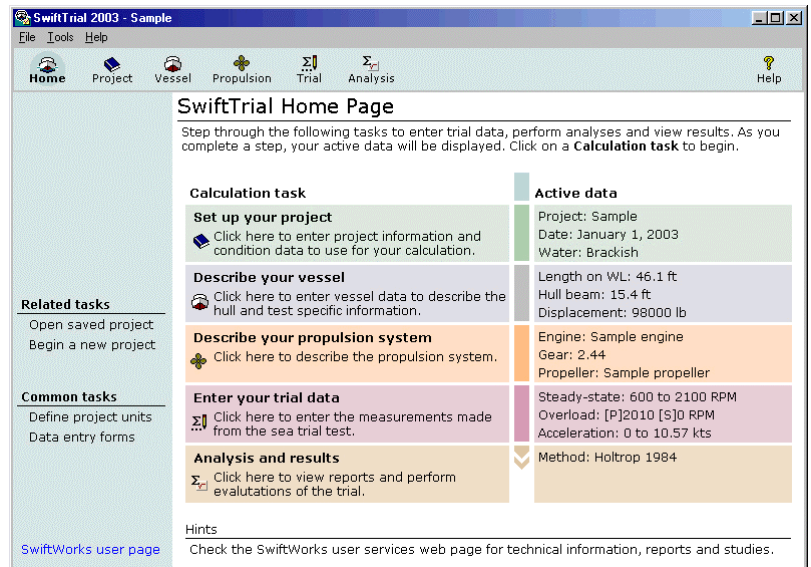 SwiftTrial 2003 - Sample
File Tools Help
Home Project Vessel Propulsion Trial Analysis Help
SwiftTrial Home Page
Step through the following tasks to enter trial data, perform analyses and view results. As you
complete a step, your active data will be displayed. Click on a Calculation task to begin.
Calculation task
Active data
Set up your project
Click here to enter project information and
condition data to use for your calculation.
Project: Sample
Date: January 1, 2003
Water: Brackish
Describe your vessel
Click here to enter vessel data to describe the
hull and test specific information.
Length on WL: 46.1 ft
Hull beam: 15.4 ft
Displacement: 98000 lb
Describe your propulsion system
Click here to describe the propulsion system.
Engine: Sample engine
Gear: 2.44
Propeller: Sample propeller
Enter your trial data
Click here to enter the measurements made
from the sea trial test.
Steady-state: 600 to 2100 RPM
Overload: [P]2010 [S]0 RPM
Acceleration: 0 to 10.57 kts
Analysis and results
Click here to view reports and perform
evalutations of the trial.
Method: Holtrop 1984
Related tasks
Open saved project
Begin a new project
Common tasks
Define project units
Data entry forms
SwiftWorks user page
Hints
Check the SwiftWorks user services web page for technical information, reports and studies.